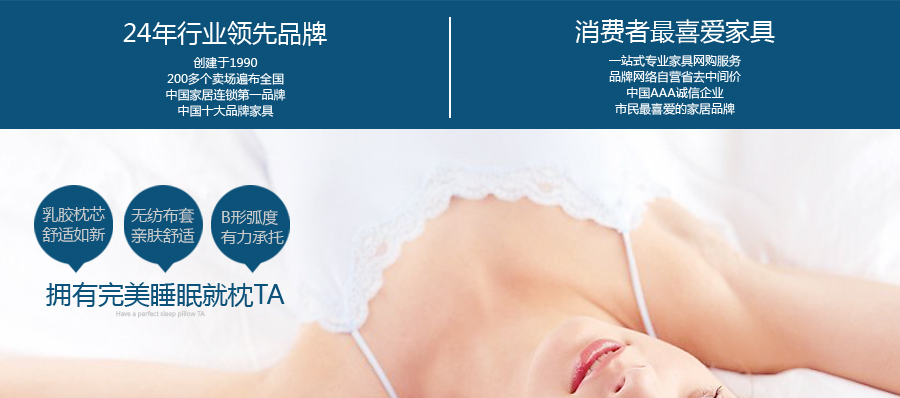 24年行业领先品牌
创建于1990
200多个卖场遍布全国
中国家居连锁第一品牌
中国十大品牌家具
消费者最喜爱家具
一站式专业家具网购服务
品牌网络自营省去中间价
中国AAA诚信企业
市民最喜爱的家居品牌
乳胶枕芯
舒适如新
无纺布套
亲肤舒适
B形弧度
有力承托
拥有完美睡眠就枕TA
Have a perfect sleep pillow TA